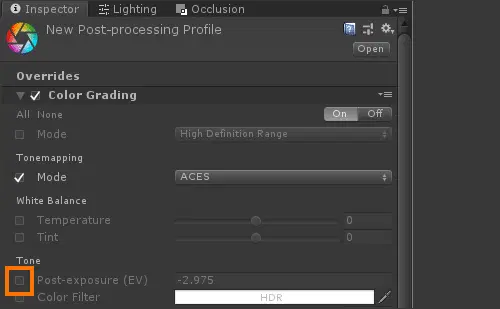 Inspector Lighting Occlusion
New Post-processing Profile
Open
Overrides
Color Grading
All None On Off
Mode High Definition Range
Tonemapping
Mode ACES
White Balance
Temperature 0
Tint 0
Tone
Post-exposure (EV) -2.975
Color Filter HDR